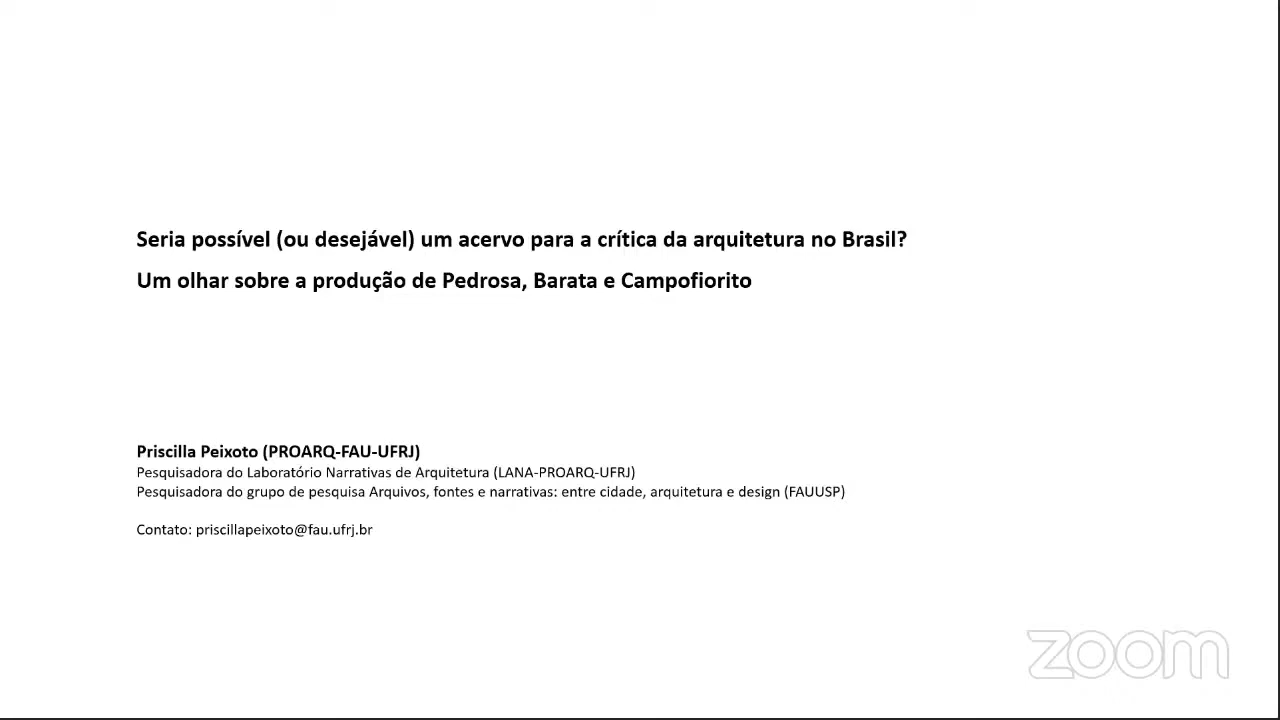 Seria possível (ou desejável) um acervo para a crítica da arquitetura no Brasil?
Um olhar sobre a produção de Pedrosa, Barata e Campofiorito
Priscilla Peixoto (PROARQ-FAU-UFRJ)
Pesquisadora do Laboratório Narrativas de Arquitetura (LANA-PROARQ-UFRJ)
Pesquisadora do grupo de pesquisa Arquivos, fontes e narrativas: entre cidade, arquitetura e design (FAUUSP)
Contato: priscillapeixoto@fau.ufrj.br
zoom